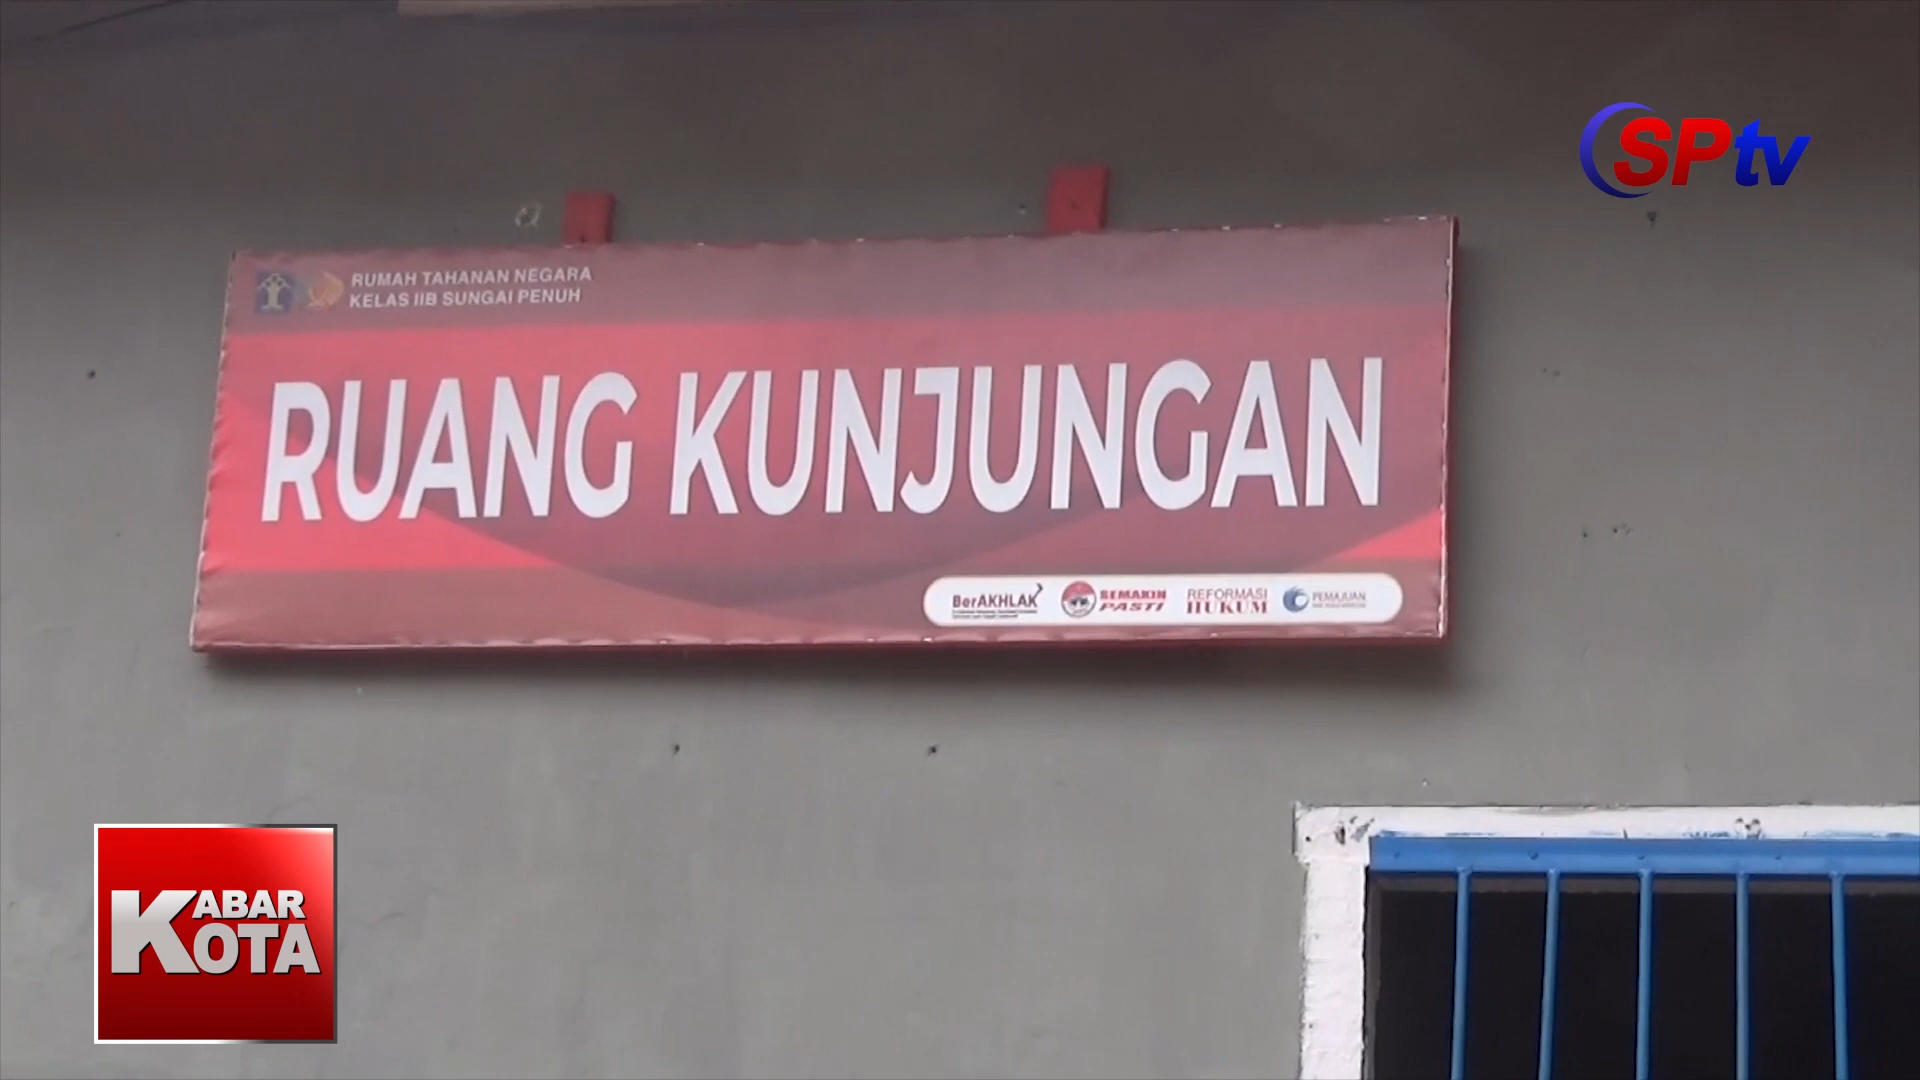 SPtv
RUMAH TAHANAN NEGARA
KELAS IIB SUNGAI PENUH
RUANG KUNJUNGAN
BerAKHLAK
SEMAKIN
PASTI
REFORMASI
HUKUM
PEMAJUAN
KABAR
KOTA